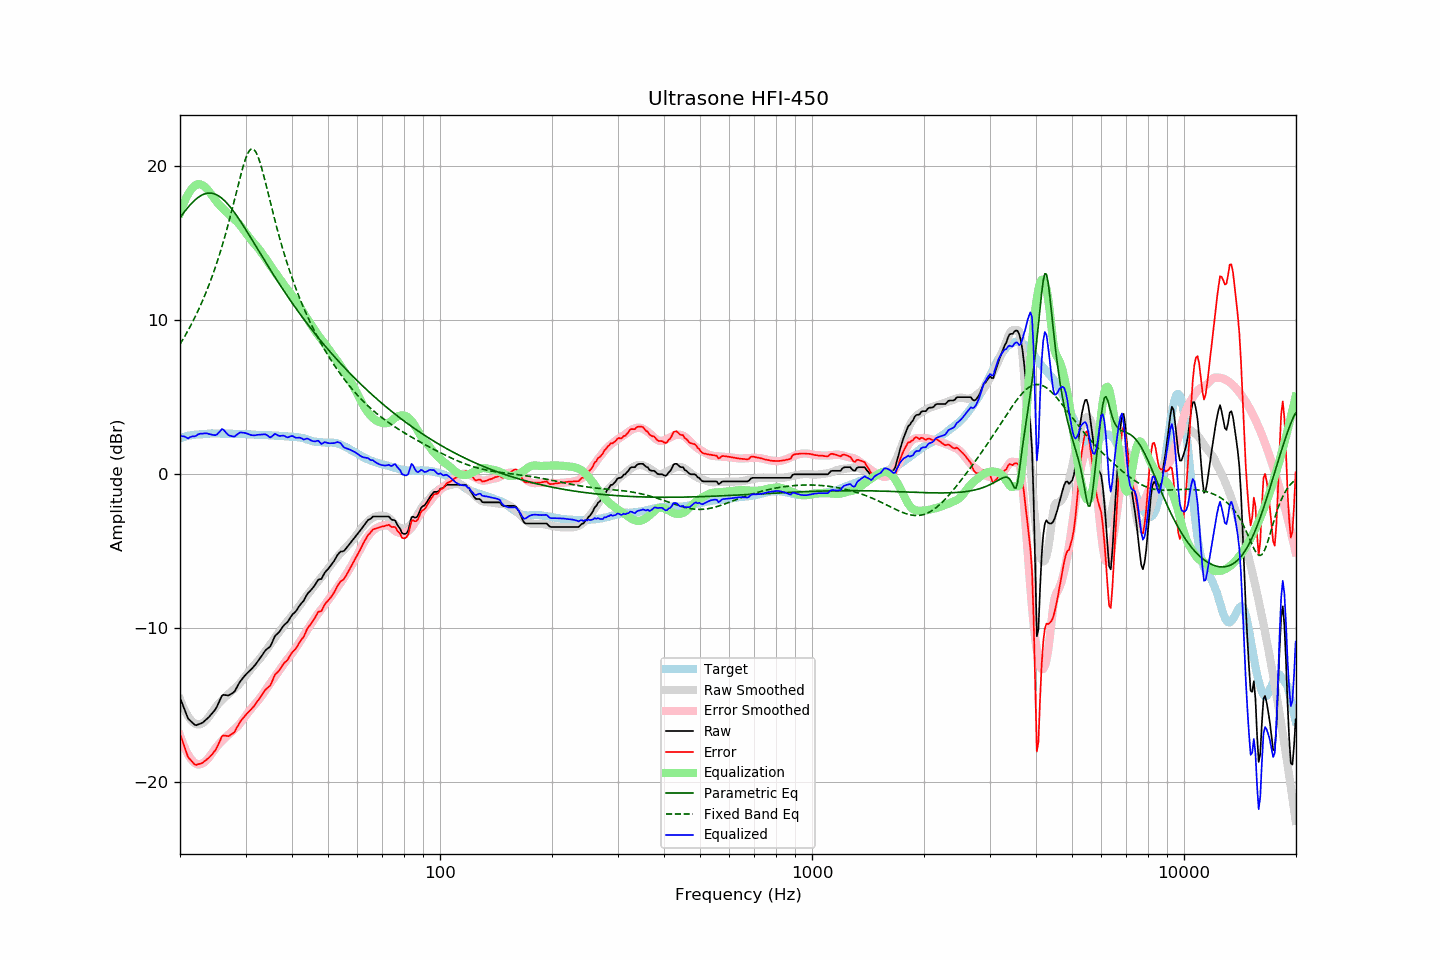 Ultrasone HFI-450
Amplitude (dBr)
20
10
0
−10
−20
Target
Raw Smoothed
Error Smoothed
Raw
Error
Equalization
Parametric Eq
Fixed Band Eq
Equalized
100
1000
10000
Frequency (Hz)